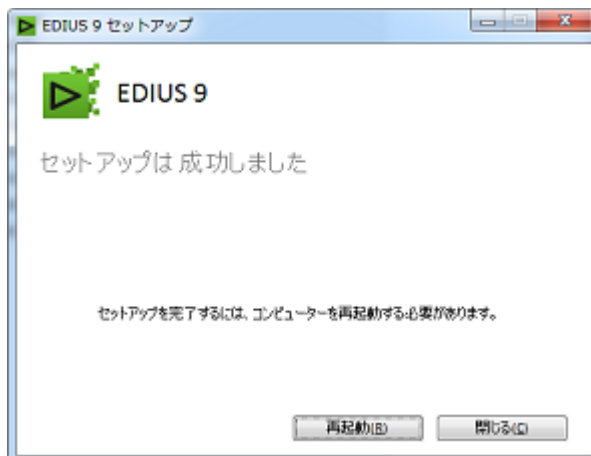 EDIUS 9 セットアップ
EDIUS 9
セットアップは成功しました
セットアップを完了するには、コンピューターを再起動する必要があります。
再起動(R)
閉じる(C)